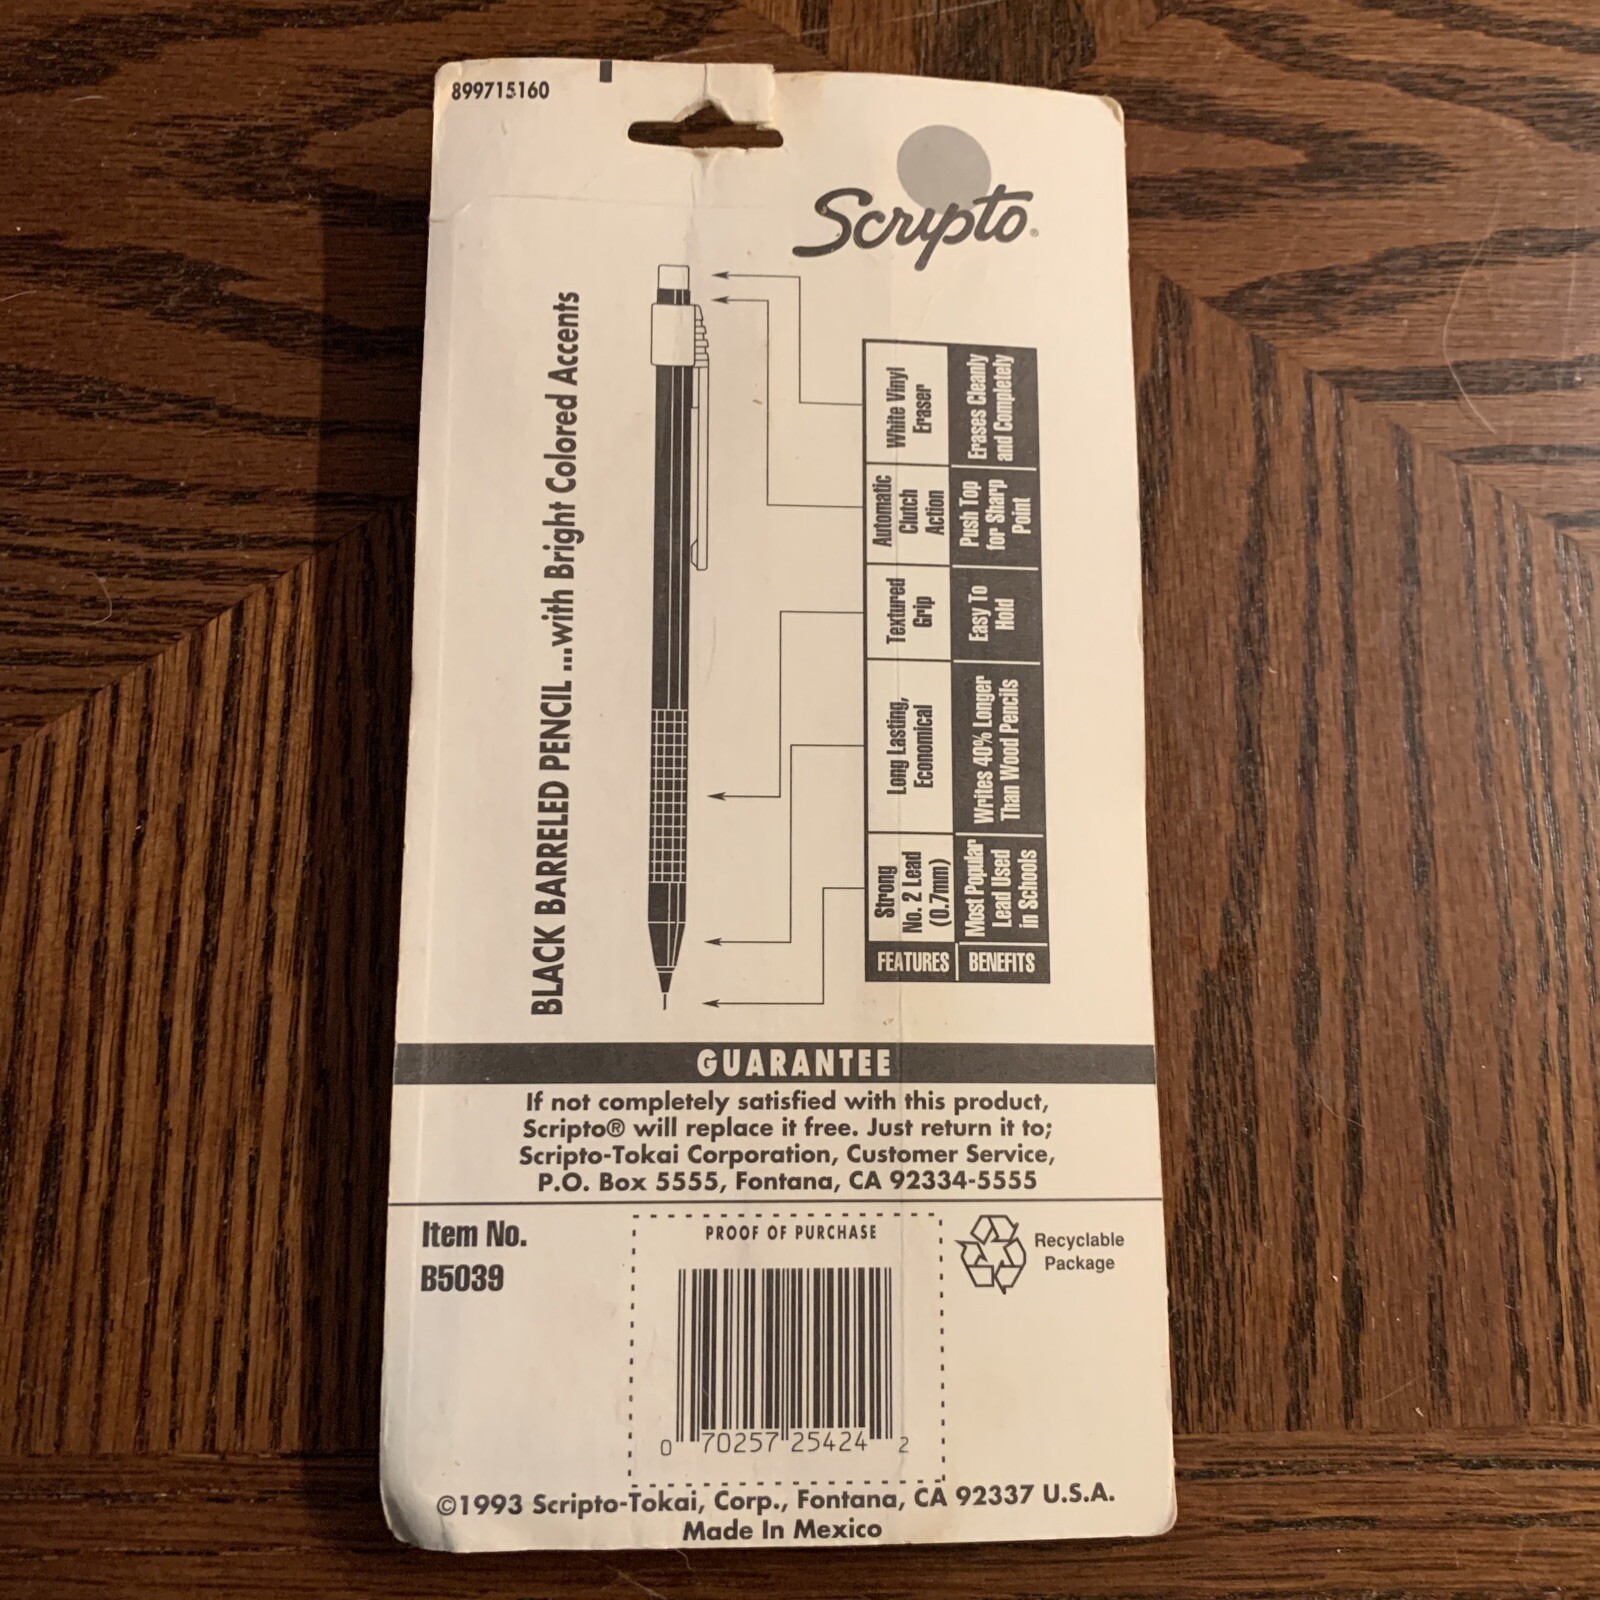 899715160
Scripto®
BLACK BARRELED PENCIL ...with Bright Colored Accents
White Vinyl
Eraser
Erases Cleanly
and Completely
Automatic
Clutch
Action
Push Top
for Sharp
Point
Textured
Grip
Easy To
Hold
Long Lasting,
Economical
Writes 40% Longer
Than Wood Pencils
Strong
No. 2 Lead
(0.7mm)
Most Popular
Lead Used
in Schools
FEATURES
BENEFITS
GUARANTEE
If not completely satisfied with this product,
Scripto® will replace it free. Just return it to;
Scripto-Tokai Corporation, Customer Service,
P.O. Box 5555, Fontana, CA 92334-5555
Item No.
B5039
PROOF OF PURCHASE
Recyclable
Package
0 70257 25424 2
©1993 Scripto-Tokai, Corp., Fontana, CA 92337 U.S.A.
Made In Mexico